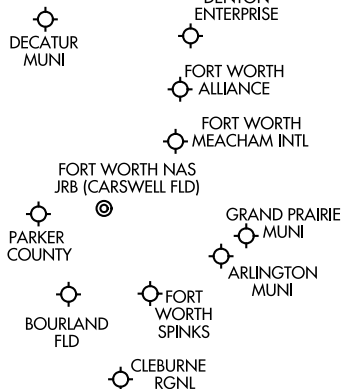 DENTON
ENTERPRISE
DECATUR
MUNI
FORT WORTH
ALLIANCE
FORT WORTH
MEACHAM INTL
FORT WORTH NAS
JRB (CARSWELL FLD)
GRAND PRAIRIE
MUNI
PARKER
COUNTY
ARLINGTON
MUNI
FORT
WORTH
SPINKS
BOURLAND
FLD
CLEBURNE
RGNL